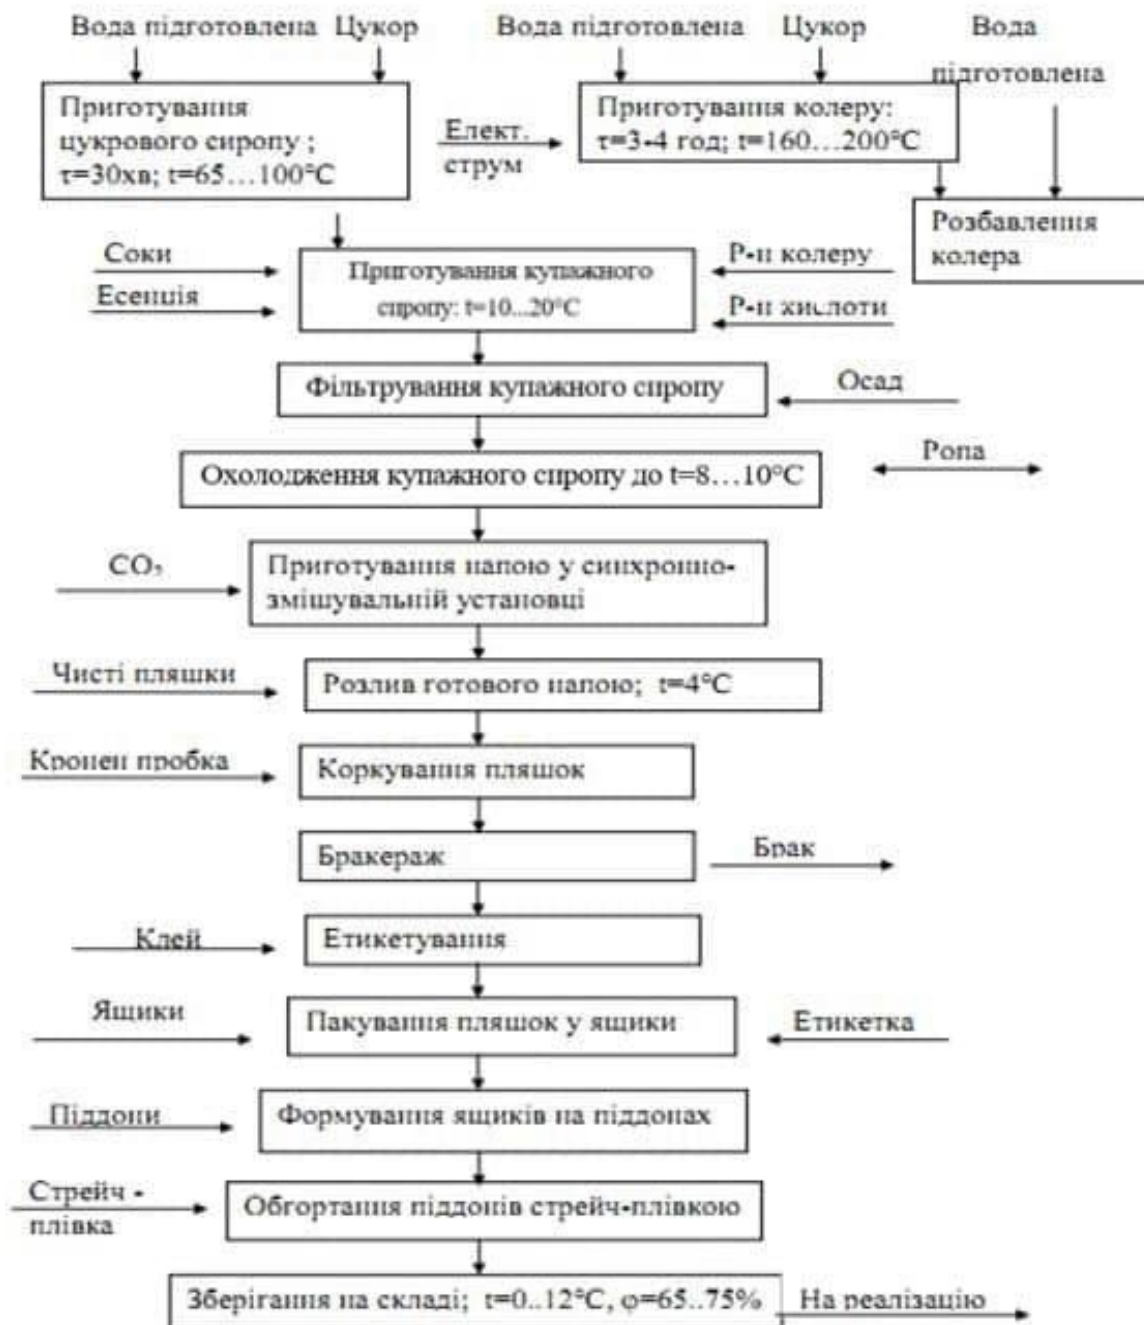 Вода підготовлена Цукор
Вода підготовлена Цукор Вода
підготовлена
Приготування
цукрового сиропу ;
τ=30хв; t=65…100°C
Елект.
струм
Приготування колеру:
τ=3-4 год; t=160…200°C
Розбавлення
колера
Соки
Есенція
Приготування купажного
сиропу: t=10...20°C
Р-н колеру
Р-н кислоти
Фільтрування купажного сиропу
Осад
Охолодження купажного сиропу до t=8…10°C
Ропа
CO₂
Приготування напою у синхронно-
змішувальній установці
Чисті пляшки
Розлив готового напою; t=4°C
Кронен пробка
Коркування пляшок
Бракераж
Брак
Клей
Етикетування
Ящики
Пакування пляшок у ящики
Етикетка
Піддони
Формування ящиків на піддонах
Стрейч -
плівка
Обгортання піддонів стрейч-плівкою
Зберігання на складі; t=0..12°C, φ=65..75%
На реалізацію